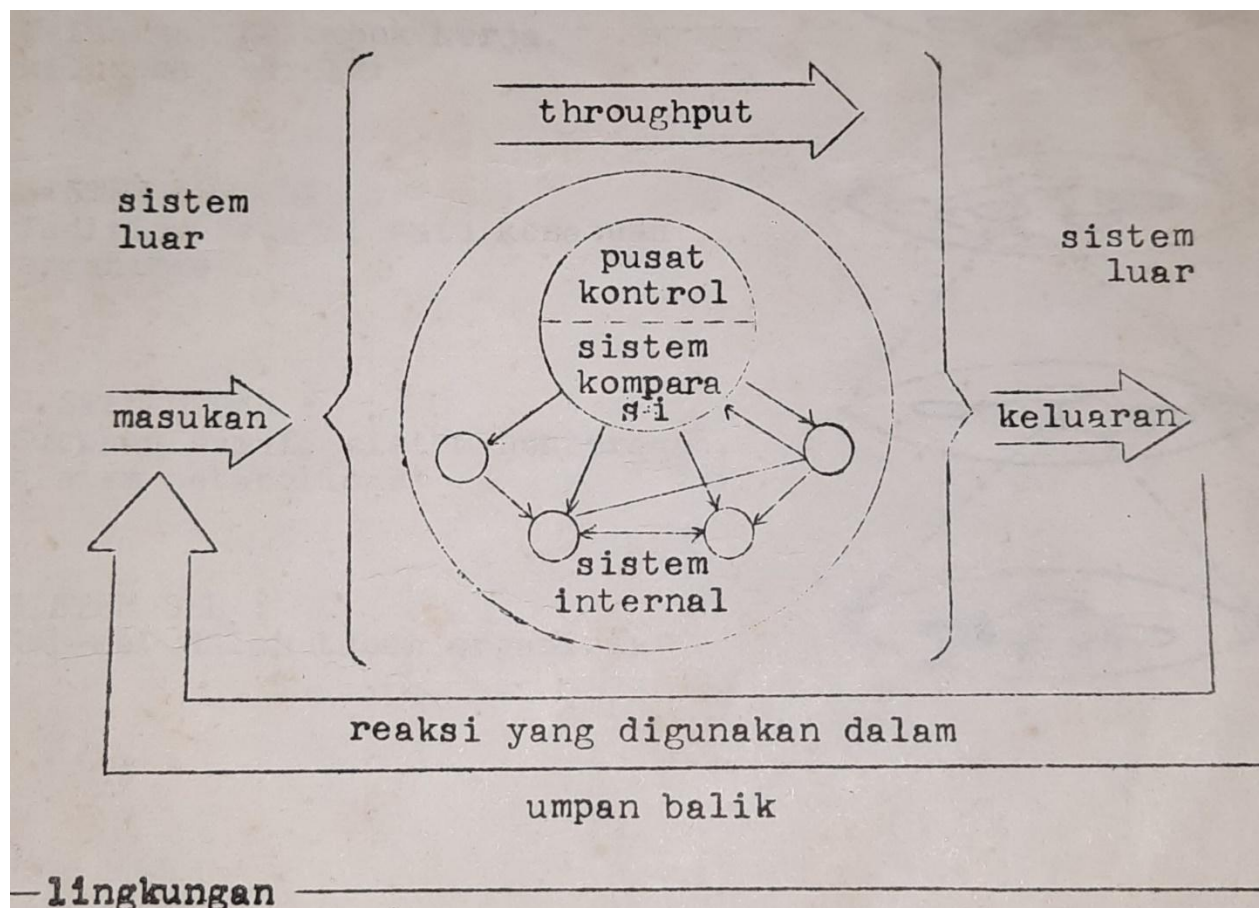 throughput
sistem
luar
pusat
kontrol
sistem
kompara
si
masukan
sistem
luar
keluaran
sistem
internal
reaksi yang digunakan dalam
umpan balik
lingkungan